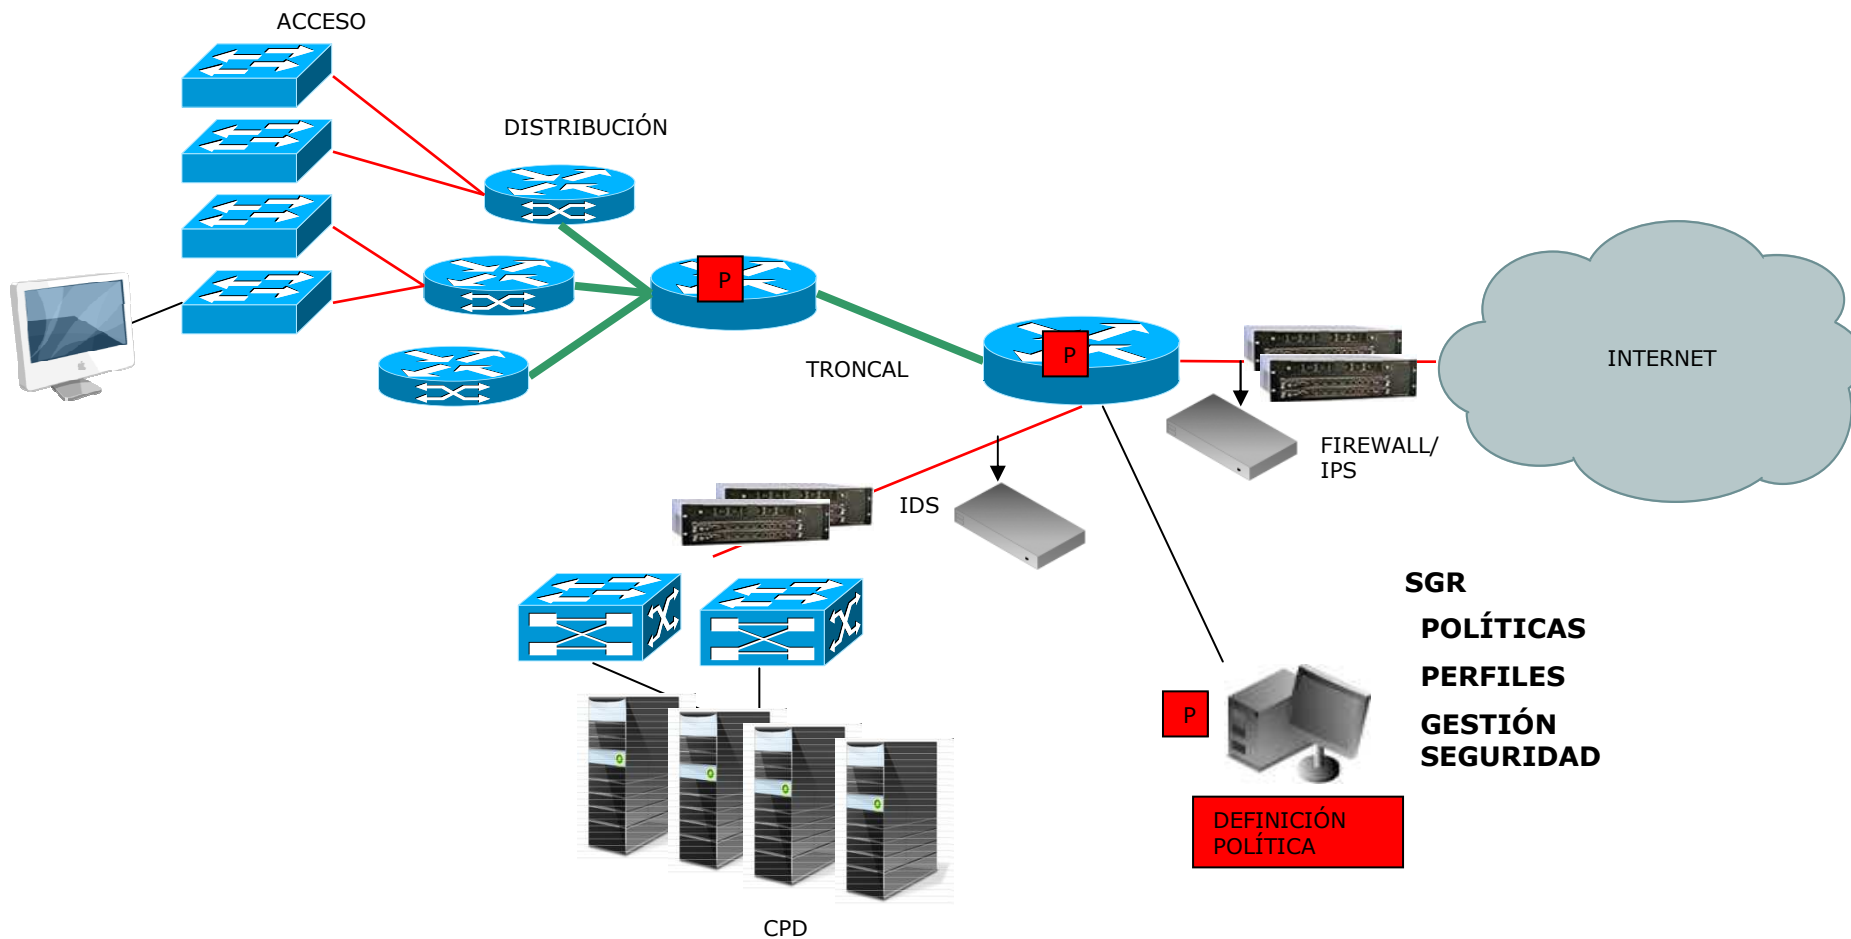 ACCESO
DISTRIBUCIÓN
P
P
TRONCAL
INTERNET
FIREWALL/
IPS
IDS
SGR
POLÍTICAS
PERFILES
GESTIÓN
SEGURIDAD
P
DEFINICIÓN
POLÍTICA
CPD